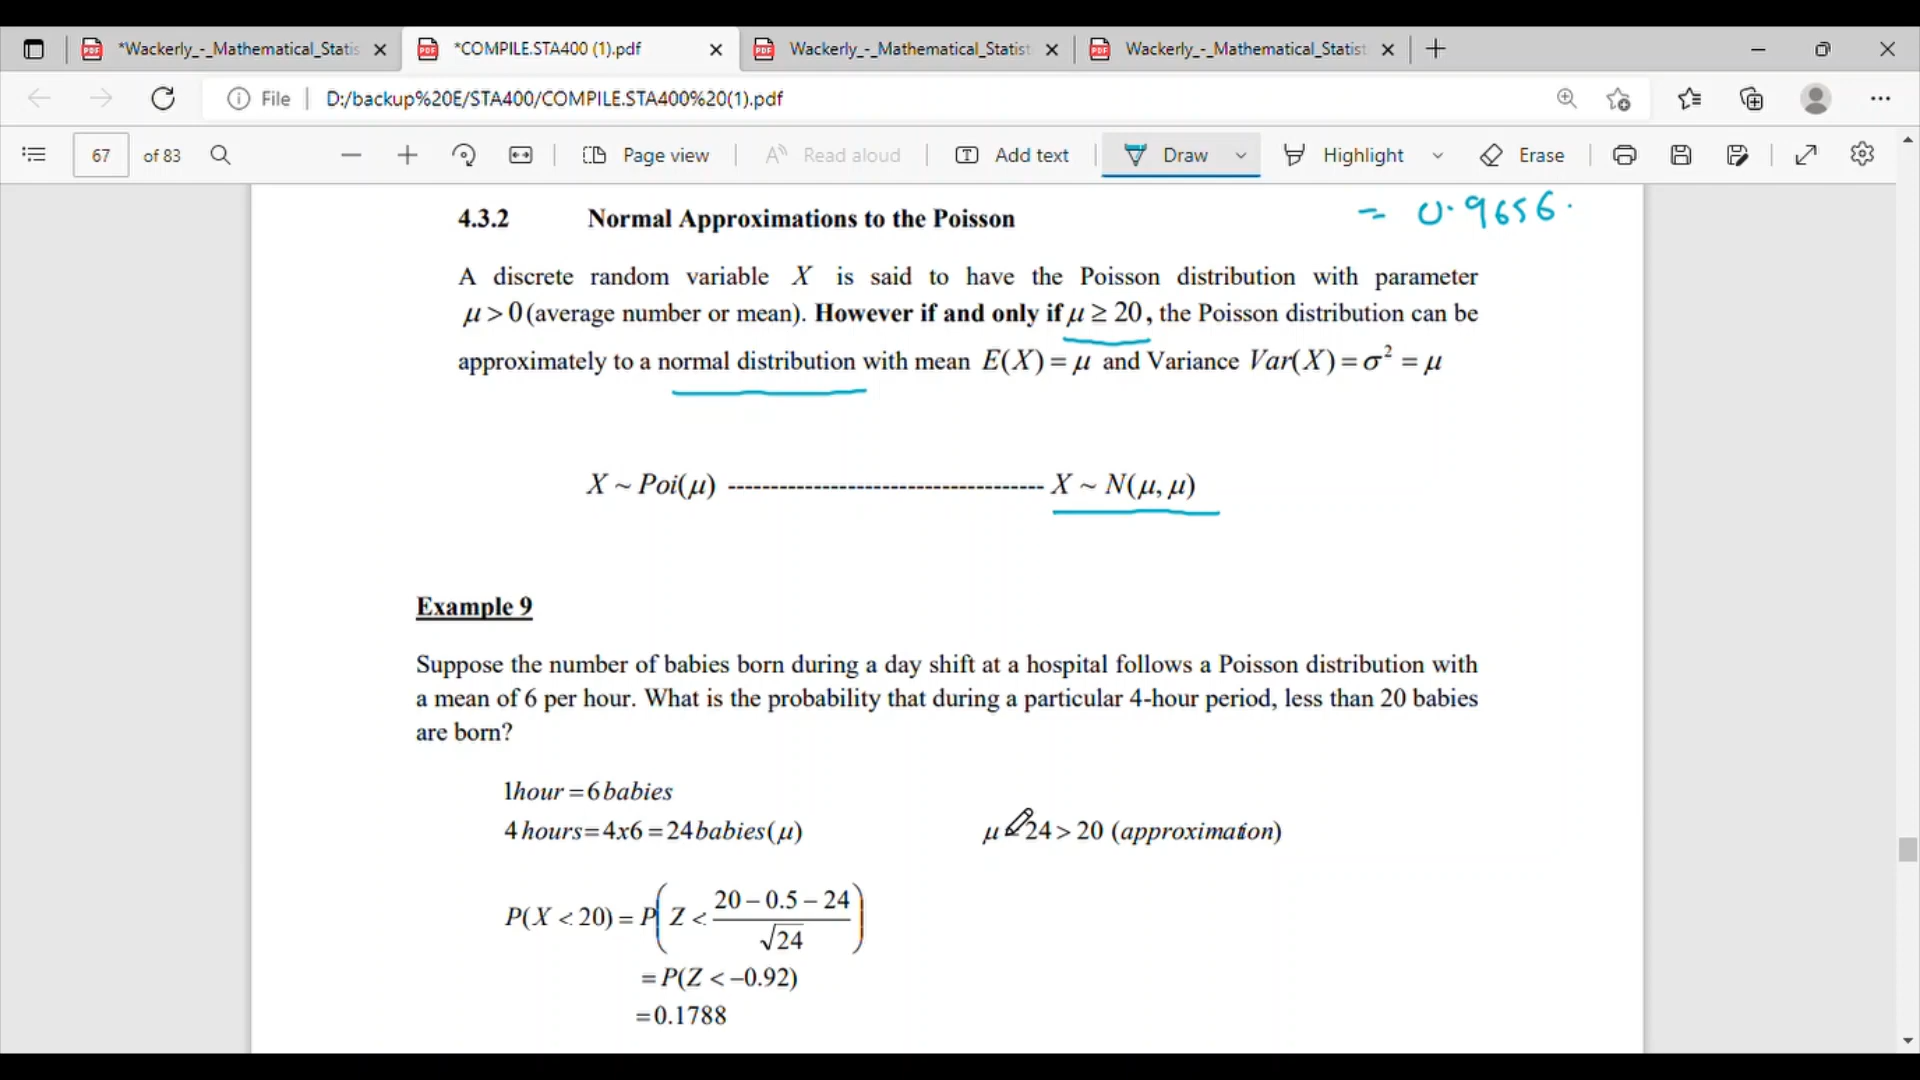 *Wackerly_-_Mathematical_Statis
*COMPILE.STA400 (1).pdf
Wackerly_-_Mathematical_Statist
Wackerly_-_Mathematical_Statist
File
D:/backup%20E/STA400/COMPILE.STA400%20(1).pdf
67 of 83
Page view
Read aloud
Add text
Draw
Highlight
Erase
= 0.9656.
4.3.2 Normal Approximations to the Poisson
A discrete random variable X is said to have the Poisson distribution with parameter
μ > 0 (average number or mean). However if and only if μ ≥ 20, the Poisson distribution can be
approximately to a normal distribution with mean E(X) = μ and Variance Var(X) = σ² = μ
X ~ Poi(μ) ------------------------------------- X ~ N(μ, μ)
Example 9
Suppose the number of babies born during a day shift at a hospital follows a Poisson distribution with
a mean of 6 per hour. What is the probability that during a particular 4-hour period, less than 20 babies
are born?
1hour = 6babies
4 hours = 4x6 = 24babies(μ)
μ = 24 > 20 (approximation)
P(X < 20) = P(Z < (20 − 0.5 − 24)/√24)
= P(Z < −0.92)
= 0.1788